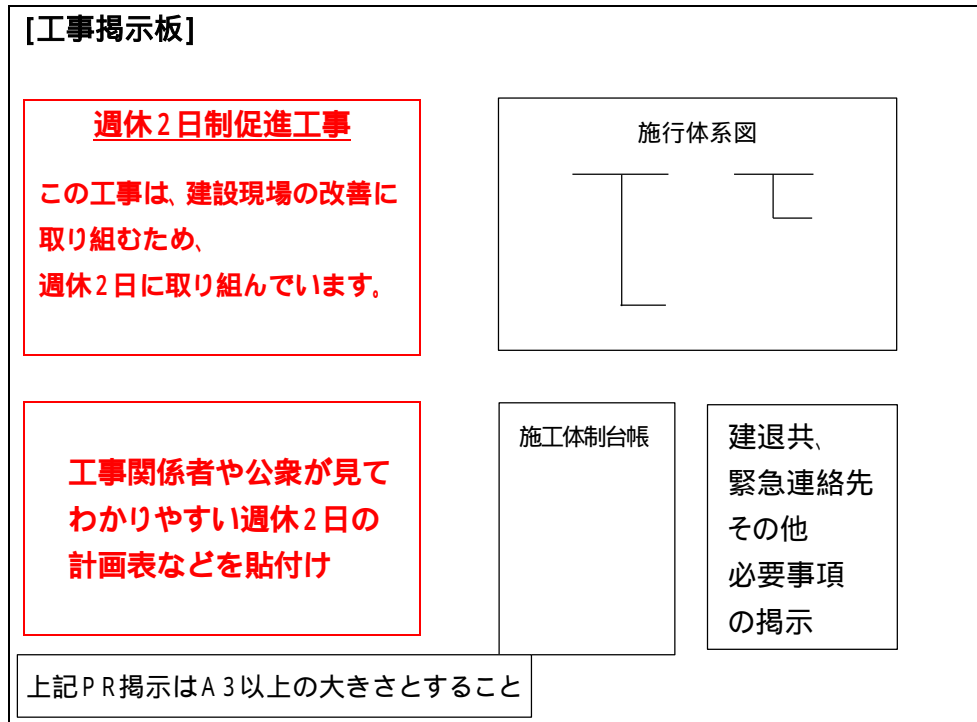 [工事掲示板]
週休2日制促進工事
この工事は、建設現場の改善に
取り組むため、
週休2日に取り組んでいます。
施行体系図
工事関係者や公衆が見て
わかりやすい週休2日の
計画表などを貼付け
施工体制台帳
建退共、
緊急連絡先
その他
必要事項
の掲示
上記PR掲示はA3以上の大きさとすること